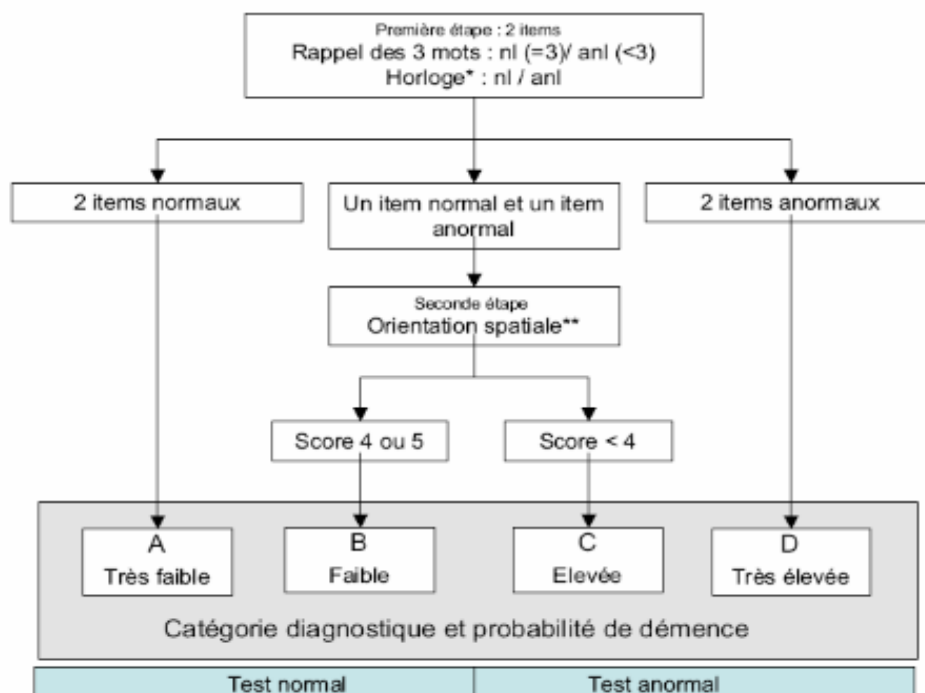 Première étape : 2 items
Rappel des 3 mots : nl (=3)/ anl (<3)
Horloge* : nl / anl
2 items normaux
Un item normal et un item
anormal
2 items anormaux
Seconde étape
Orientation spatiale**
Score 4 ou 5
Score < 4
A
Très faible
B
Faible
C
Elevée
D
Très élevée
Catégorie diagnostique et probabilité de démence
Test normal
Test anormal